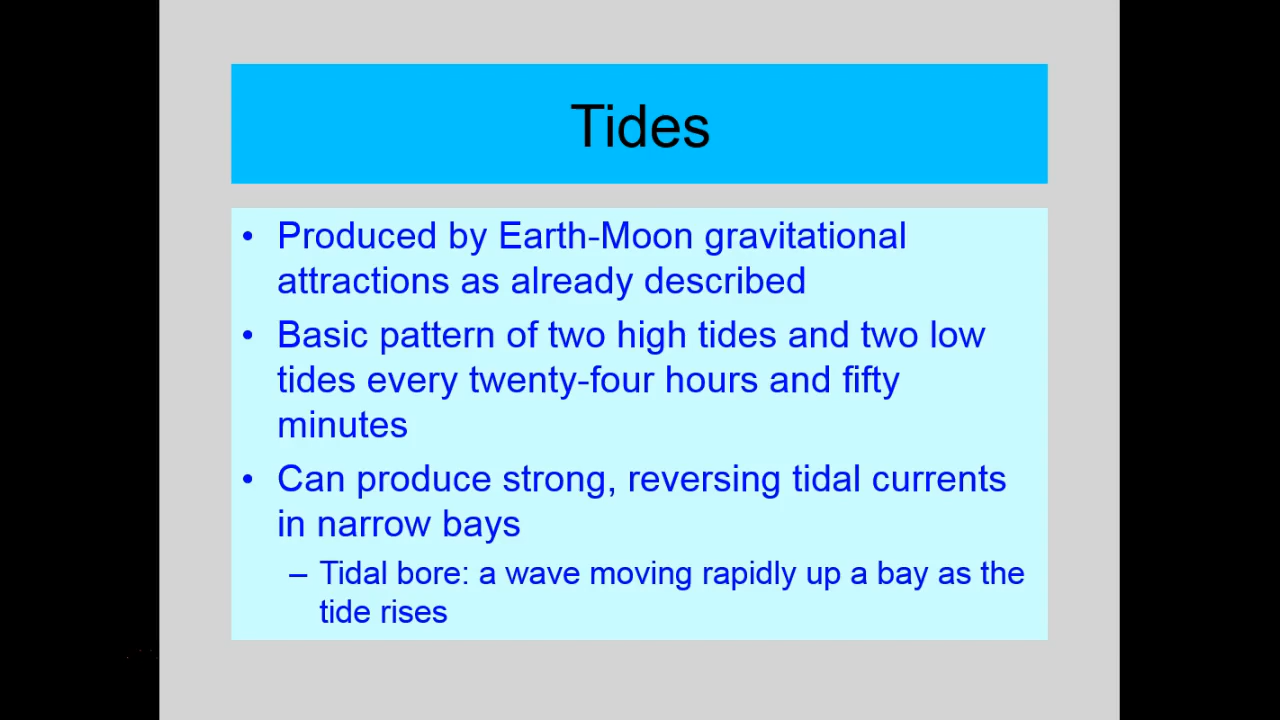 Tides
• Produced by Earth-Moon gravitational
attractions as already described
• Basic pattern of two high tides and two low
tides every twenty-four hours and fifty
minutes
• Can produce strong, reversing tidal currents
in narrow bays
– Tidal bore: a wave moving rapidly up a bay as the
tide rises